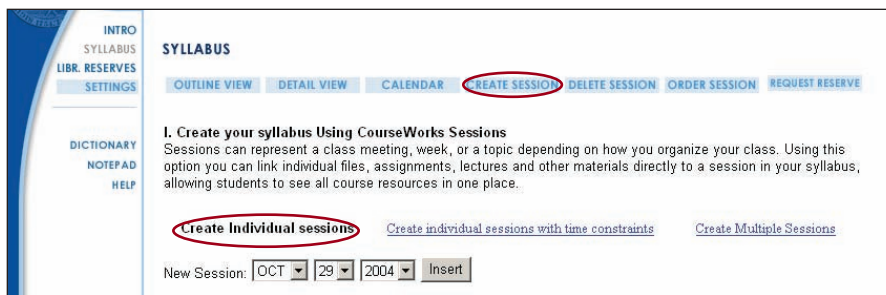 INTRO
SYLLABUS
LIBR. RESERVES
SETTINGS
DICTIONARY
NOTEPAD
HELP
SYLLABUS
OUTLINE VIEW DETAIL VIEW CALENDAR CREATE SESSION DELETE SESSION ORDER SESSION REQUEST RESERVE
I. Create your syllabus Using CourseWorks Sessions
Sessions can represent a class meeting, week, or a topic depending on how you organize your class. Using this
option you can link individual files, assignments, lectures and other materials directly to a session in your syllabus,
allowing students to see all course resources in one place.
Create Individual sessions Create individual sessions with time constraints Create Multiple Sessions
New Session: OCT 29 2004 Insert